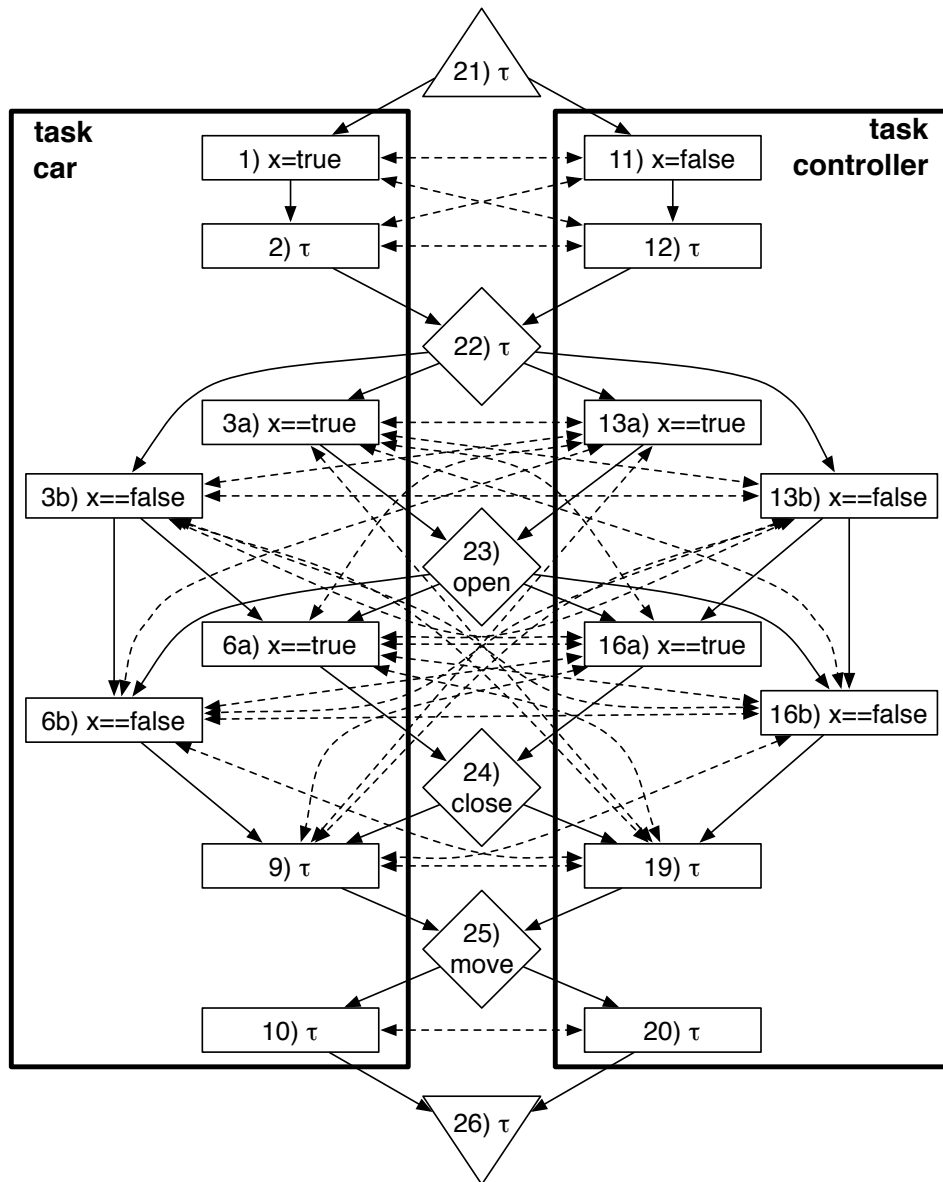 21) τ
task
car
task
controller
1) x=true
11) x=false
2) τ
12) τ
22) τ
3a) x==true
13a) x==true
3b) x==false
13b) x==false
23)
open
6a) x==true
16a) x==true
6b) x==false
16b) x==false
24)
close
9) τ
19) τ
25)
move
10) τ
20) τ
26) τ